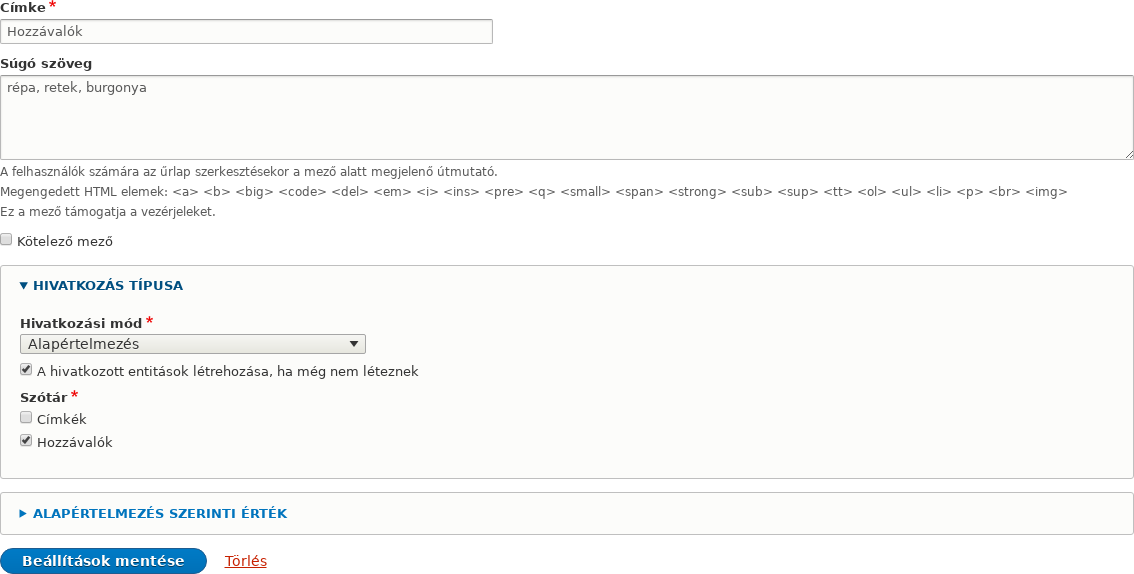 Címke *
Hozzávalók
Súgó szöveg
répa, retek, burgonya
A felhasználók számára az űrlap szerkesztésekor a mező alatt megjelenő útmutató.
Megengedett HTML elemek: <a> <b> <big> <code> <del> <em> <i> <ins> <pre> <q> <small> <span> <strong> <sub> <sup> <tt> <ol> <ul> <li> <p> <br> <img>
Ez a mező támogatja a vezérjeleket.
Kötelező mező
HIVATKOZÁS TÍPUSA
Hivatkozási mód *
Alapértelmezés
A hivatkozott entitások létrehozása, ha még nem léteznek
Szótár *
Címkék
Hozzávalók
ALAPÉRTELMEZÉS SZERINTI ÉRTÉK
Beállítások mentése Törlés